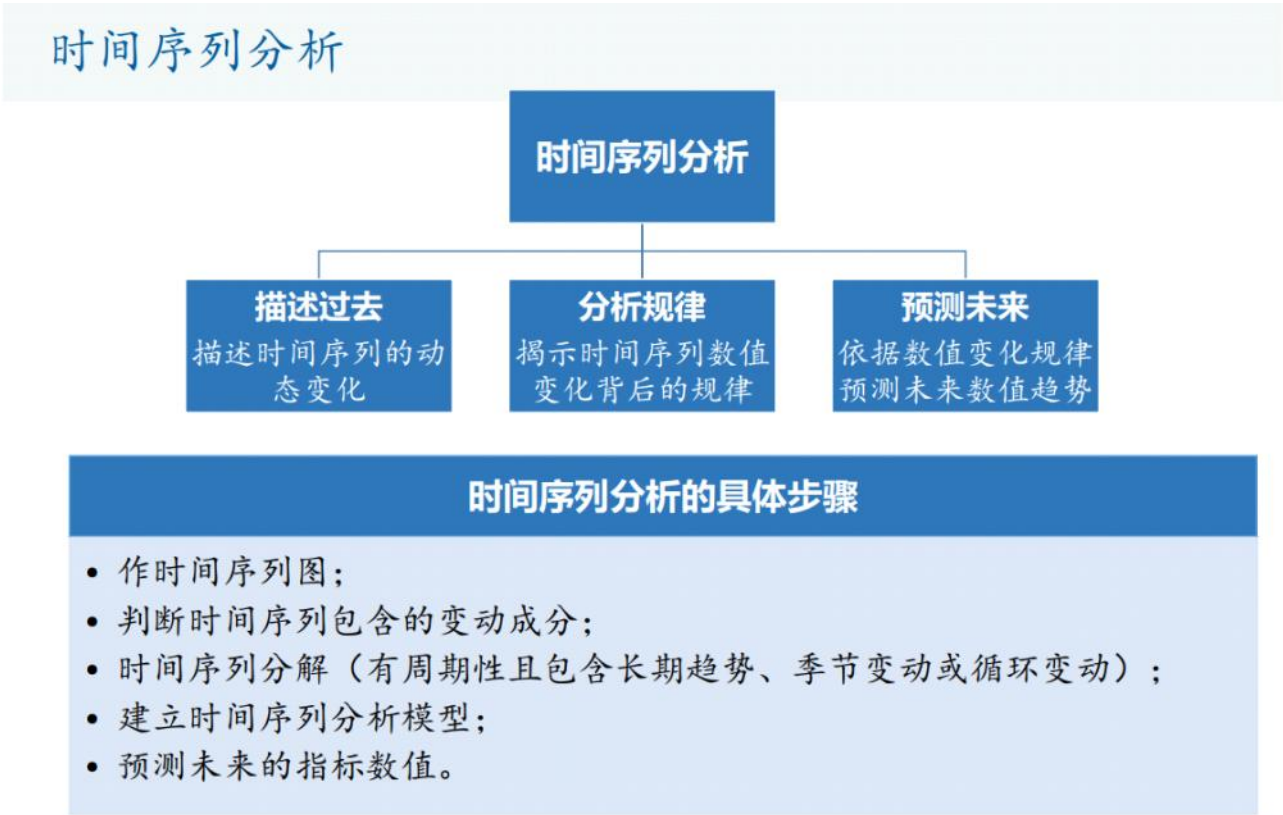 时间序列分析
时间序列分析
描述过去
描述时间序列的动
态变化
分析规律
揭示时间序列数值
变化背后的规律
预测未来
依据数值变化规律
预测未来数值趋势
时间序列分析的具体步骤
• 作时间序列图；
• 判断时间序列包含的变动成分；
• 时间序列分解（有周期性且包含长期趋势、季节变动或循环变动）；
• 建立时间序列分析模型；
• 预测未来的指标数值。